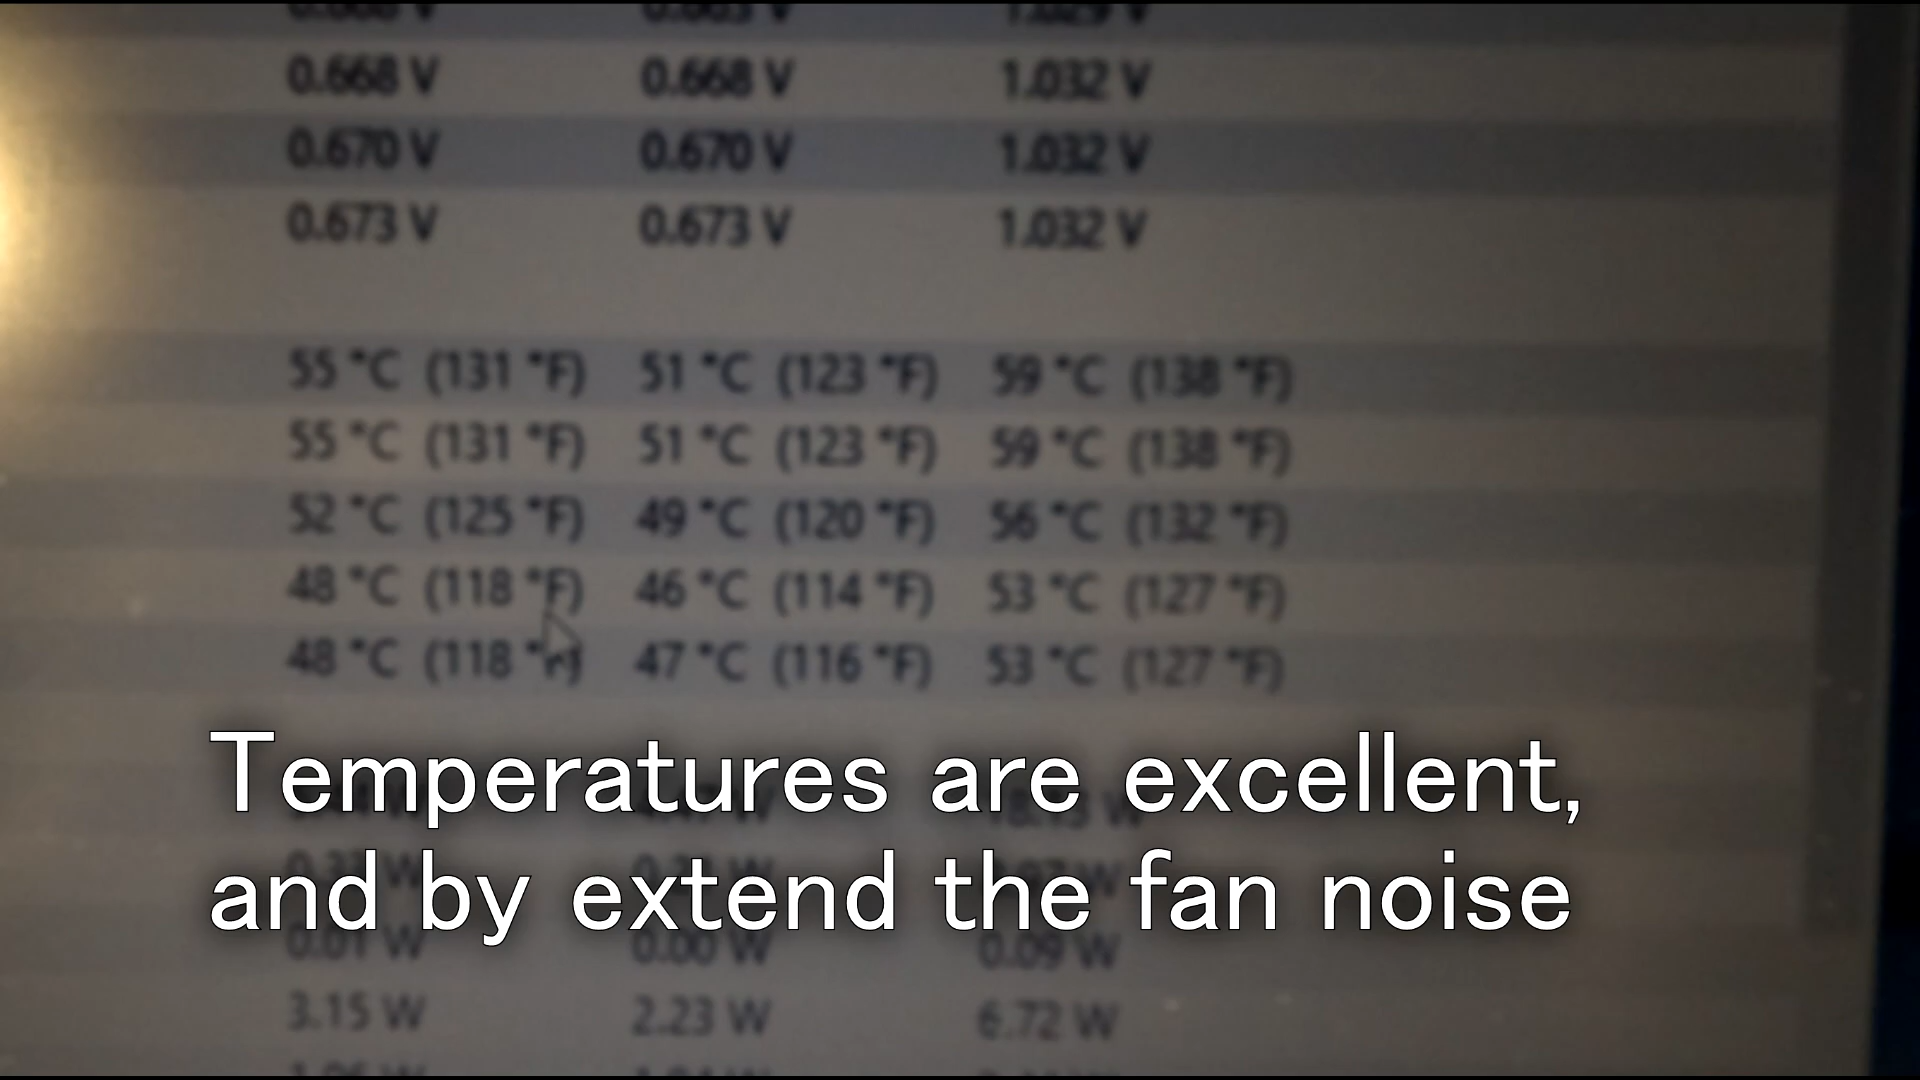 0.668 V 0.668 V 1.032 V
0.670 V 0.670 V 1.032 V
0.673 V 0.673 V 1.032 V
55 °C (131 °F) 51 °C (123 °F) 59 °C (138 °F)
55 °C (131 °F) 51 °C (123 °F) 59 °C (138 °F)
52 °C (125 °F) 49 °C (120 °F) 56 °C (132 °F)
48 °C (118 °F) 46 °C (114 °F) 53 °C (127 °F)
48 °C (118 °F) 47 °C (116 °F) 53 °C (127 °F)
Temperatures are excellent,
and by extend the fan noise
0.01 W 0.00 W 0.09 W
3.15 W 2.23 W 6.72 W